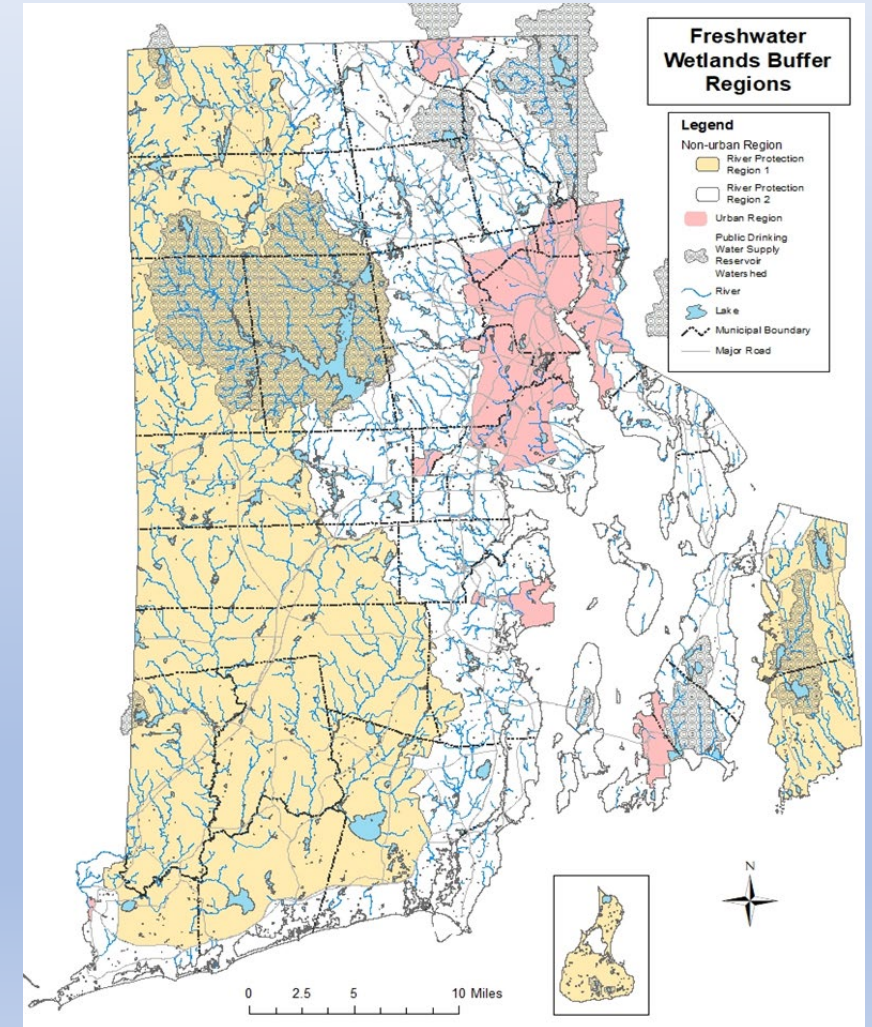 Freshwater
Wetlands Buffer
Regions
Legend
Non-urban Region
River Protection
Region 1
River Protection
Region 2
Urban Region
Public Drinking
Water Supply
Reservoir
Watershed
River
Lake
Municipal Boundary
Major Road
N
0 2.5 5 10 Miles